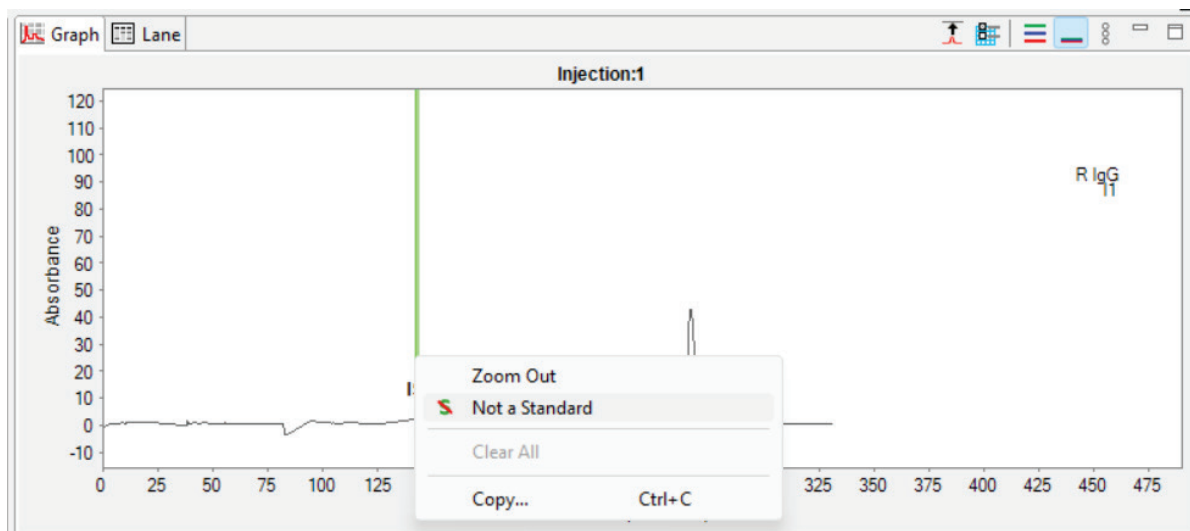 Graph Lane
Injection:1
Absorbance
120
110
100
90
80
70
60
50
40
30
20
10
0
-10
R IgG
I1
Zoom Out
Not a Standard
Clear All
Copy... Ctrl+C
0 25 50 75 100 125 325 350 375 400 425 450 475